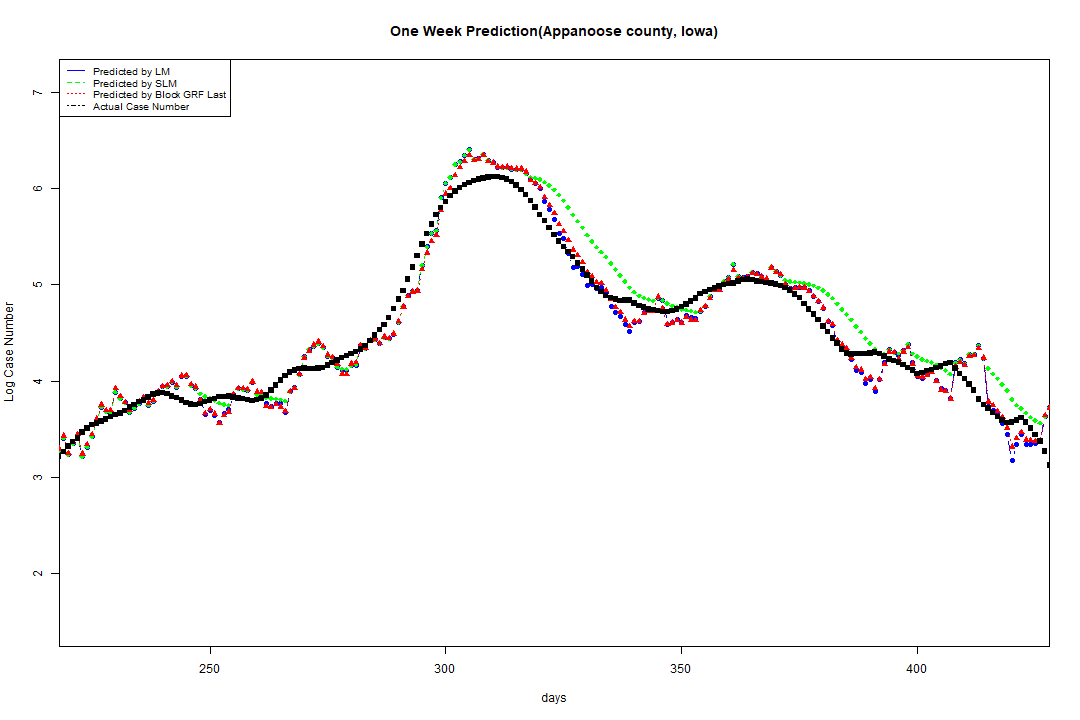 One Week Prediction(Appanoose county, Iowa)
Predicted by LM
Predicted by SLM
Predicted by Block GRF Last
Actual Case Number
7
6
5
4
3
2
Log Case Number
250 300 350 400
days